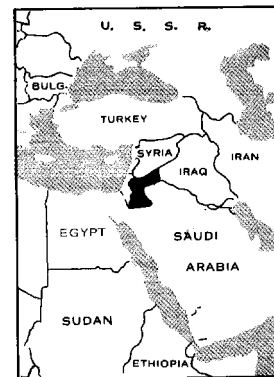 U. S. S. R.
BULG.
TURKEY
SYRIA
IRAQ
IRAN
EGYPT
SAUDI
ARABIA
SUDAN
ETHIOPIA